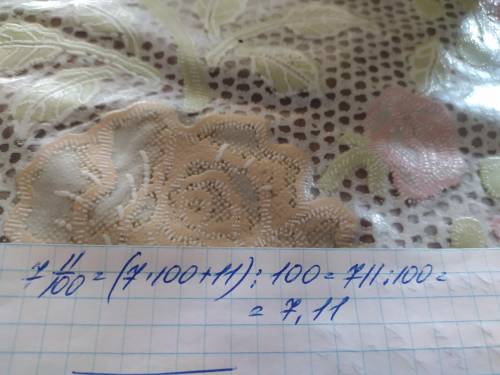 7 11/100 = (7·100+11) : 100 = 711 : 100 =
= 7,11